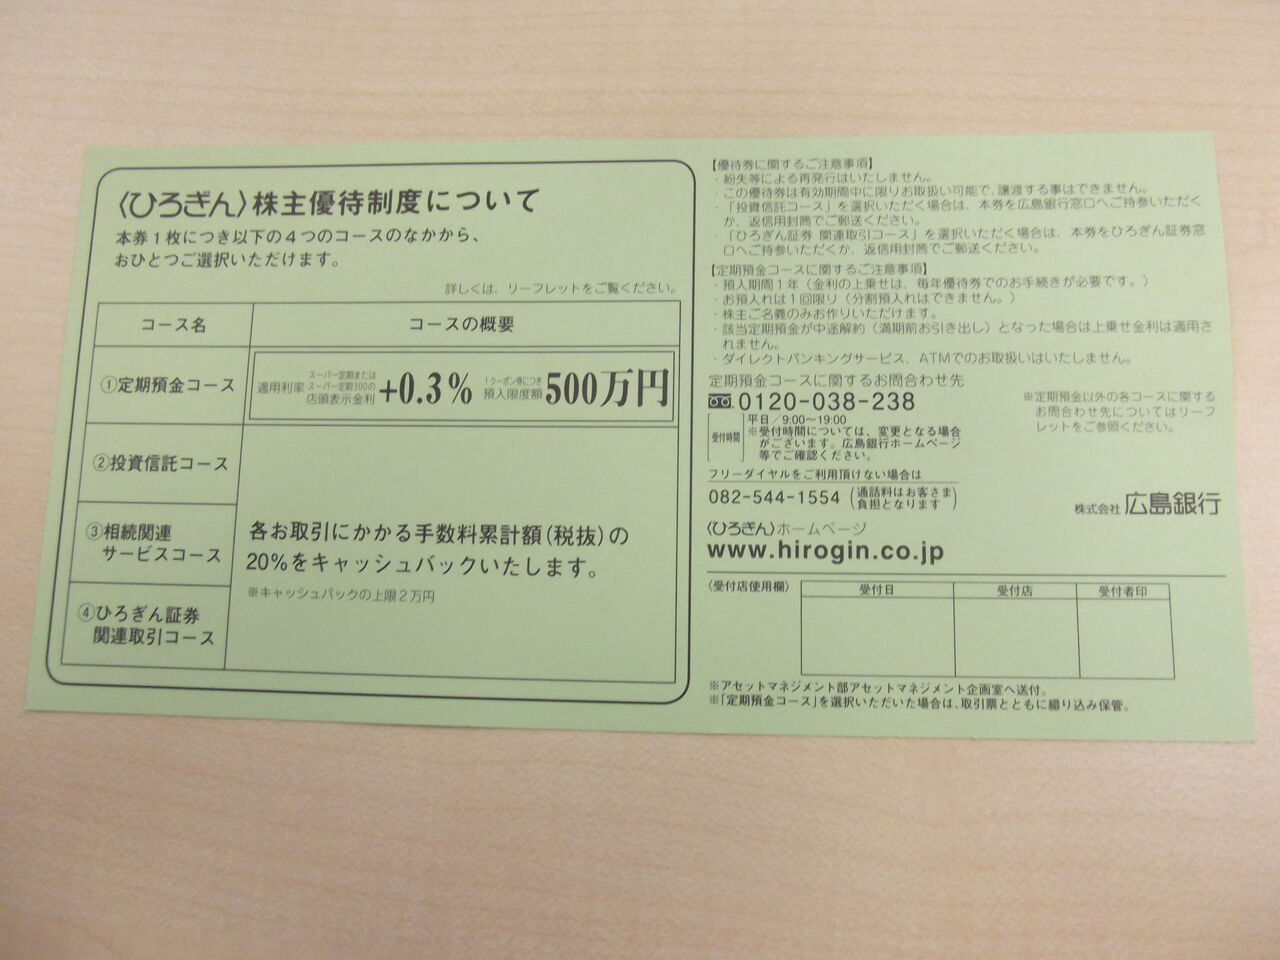 〈ひろぎん〉株主優待制度について
本券1枚につき以下の4つのコースのなかから、
おひとつご選択いただけます。
詳しくは、リーフレットをご覧ください。
コース名 コースの概要
①定期預金コース
適用利率 スーパー定期または スーパー定期300の 店頭表示金利 +0.3% 1クーポン券につき 預入限度額 500万円
②投資信託コース
③相続関連
サービスコース
④ひろぎん証券
関連取引コース
各お取引にかかる手数料累計額(税抜)の
20%をキャッシュバックいたします。
※キャッシュバックの上限2万円
【優待券に関するご注意事項】
・紛失等による再発行はいたしません。
・この優待券は有効期間中に限りお取扱い可能で、譲渡する事はできません。
・「投資信託コース」を選択いただく場合は、本券を広島銀行窓口へご持参いただく
か、返信用封筒でご郵送ください。
・「ひろぎん証券 関連取引コース」を選択いただく場合は、本券をひろぎん証券窓
口へご持参いただくか、返信用封筒でご郵送ください。
【定期預金コースに関するご注意事項】
・預入期間1年(金利の上乗せは、毎年優待券でのお手続きが必要です。)
・お預入れは1回限り(分割預入れはできません。)
・株主ご名義のみお作りいただけます。
・該当定期預金が中途解約(満期前お引き出し)となった場合は上乗せ金利は適用さ
れません。
・ダイレクトバンキングサービス、ATMでのお取扱いはいたしません。
定期預金コースに関するお問合わせ先
0120-038-238
受付時間
平日/9:00~19:00
※受付時間については、変更となる場合
がございます。広島銀行ホームページ
等でご確認ください。
※定期預金以外の各コースに関する
お問合わせ先についてはリーフ
レットをご参照ください。
フリーダイヤルをご利用頂けない場合は
082-544-1554 (通話料はお客さま負担となります)
株式会社 広島銀行
〈ひろぎん〉ホームページ
www.hirogin.co.jp
(受付店使用欄)
受付日 受付店 受付者印
※アセットマネジメント部アセットマネジメント企画室へ送付。
※「定期預金コース」を選択いただいた場合は、取引票とともに綴り込み保管。